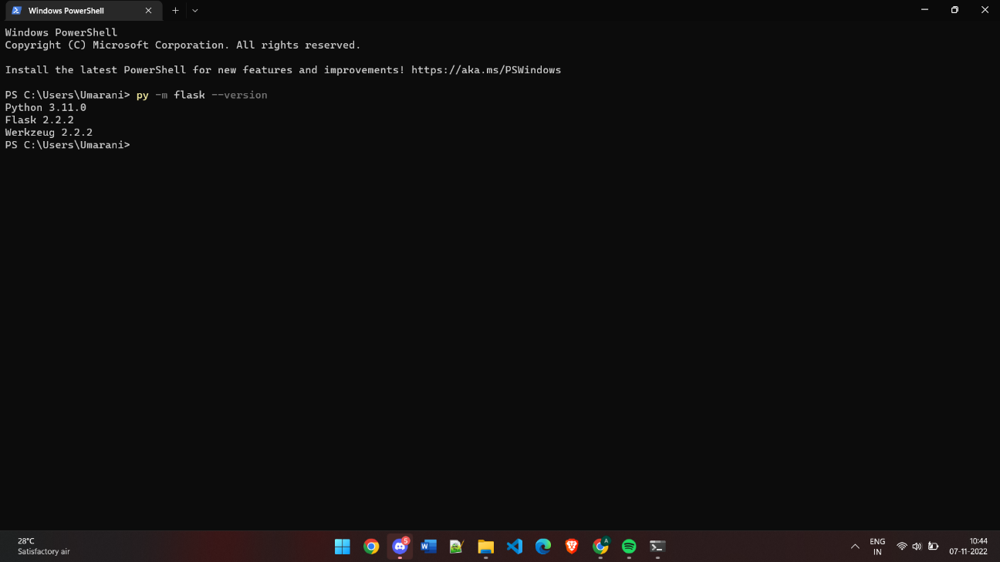 Windows PowerShell
Windows PowerShell
Copyright (C) Microsoft Corporation. All rights reserved.
Install the latest PowerShell for new features and improvements! https://aka.ms/PSWindows
PS C:\Users\Umarani> py -m flask --version
Python 3.11.0
Flask 2.2.2
Werkzeug 2.2.2
PS C:\Users\Umarani>
28°C
Satisfactory air
5
W
A
ENG
IN
10:44
07-11-2022